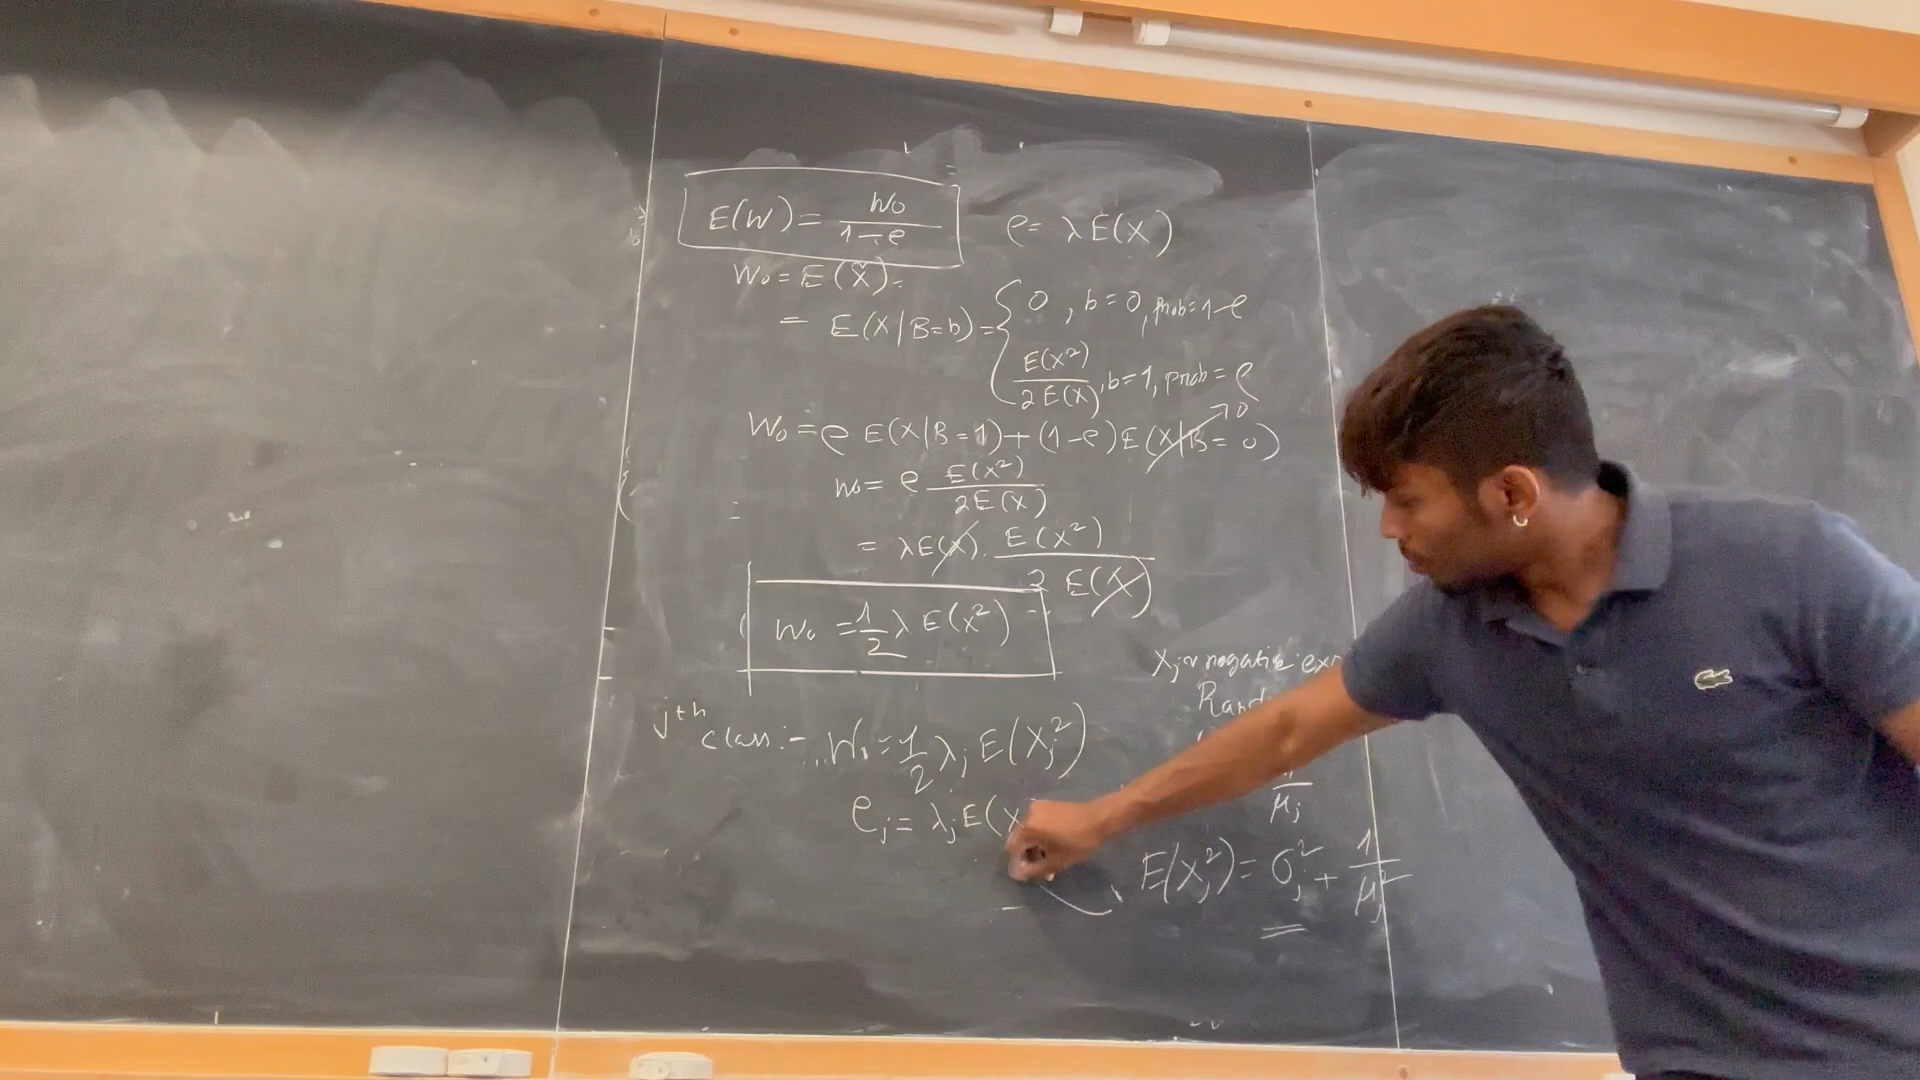 E(W) = W₀ / (1-ρ)
ρ = λE(X)
W₀ = E(X̌) =
= E(X|B=b) = { 0 , b=0, prob=1-ρ
E(X²) / 2E(X) , b=1, prob=ρ
W₀ = ρ E(X|B=1) + (1-ρ) E(X|B=0) → 0
W₀ = ρ E(X²) / 2E(X)
= λE(X) · E(X²) / 2 E(X)
W₀ = 1/2 λ E(X²)
jᵗʰ class:- W₁ = 1/2 λⱼ E(Xⱼ²)
ρⱼ = λⱼ E(X
Xⱼ ~ negative
μⱼ
E(Xⱼ²) = σⱼ² + 1/μⱼ²